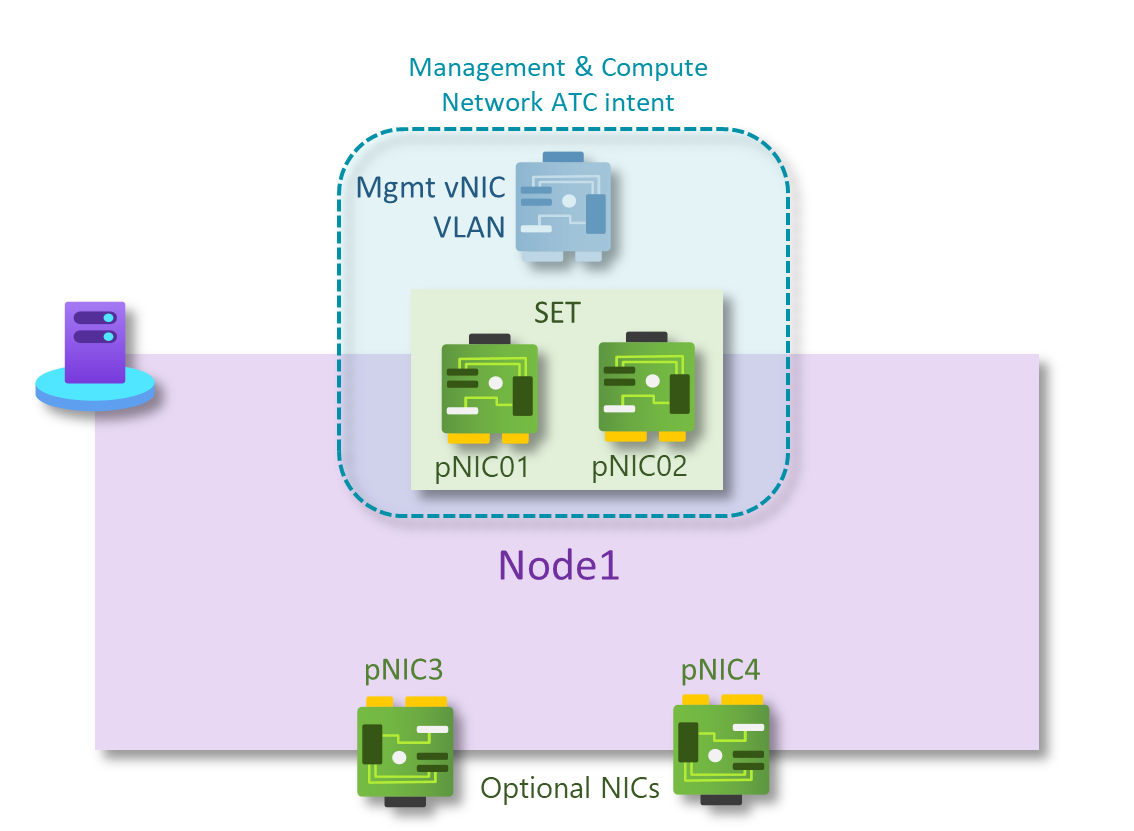 Management & Compute
Network ATC intent
Mgmt vNIC
VLAN
SET
pNIC01
pNIC02
Node1
pNIC3
pNIC4
Optional NICs